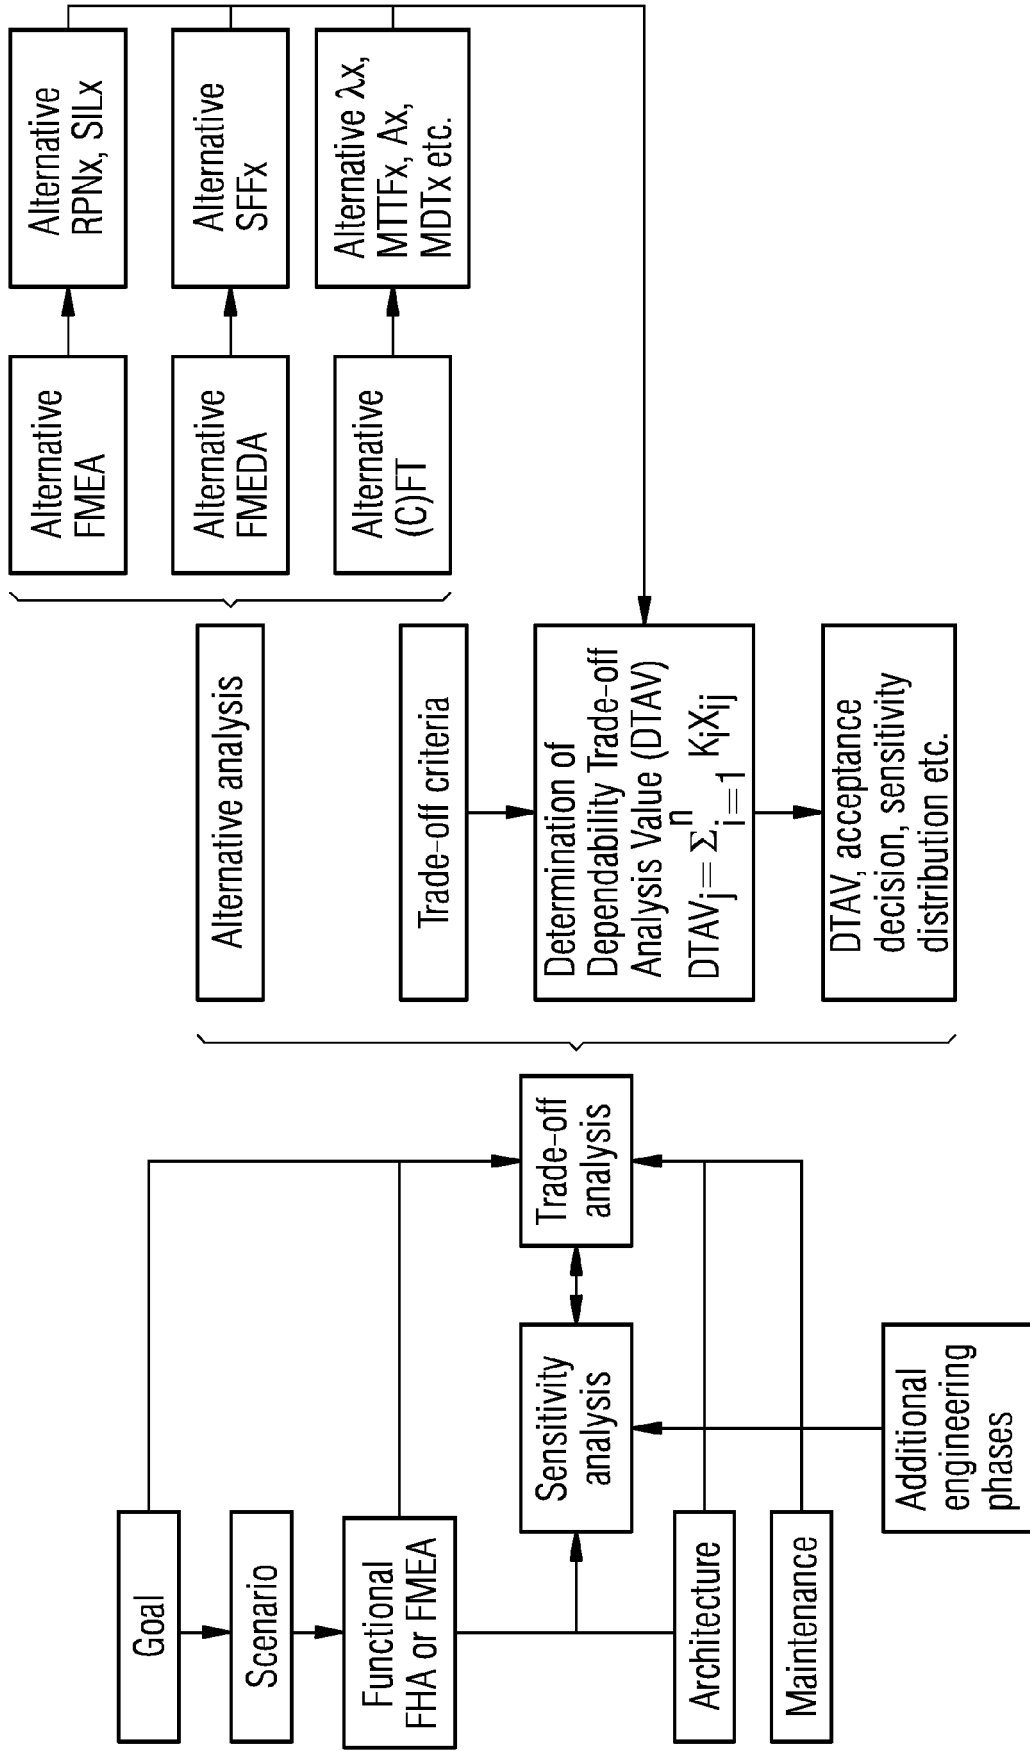 Goal
Scenario
Functional
FHA or FMEA
Architecture
Maintenance
Sensitivity
analysis
Additional
engineering
phases
Trade-off
analysis
Alternative analysis
Trade-off criteria
Determination of
Dependability Trade-off
Analysis Value (DTAV)
DTAVj= Σ n i=1 KiXij
DTAV, acceptance
decision, sensitivity
distribution etc.
Alternative
FMEA
Alternative
FMEDA
Alternative
(C)FT
Alternative
RPNx, SILx
Alternative
SFFx
Alternative λx,
MTTFx, Ax,
MDTx etc.